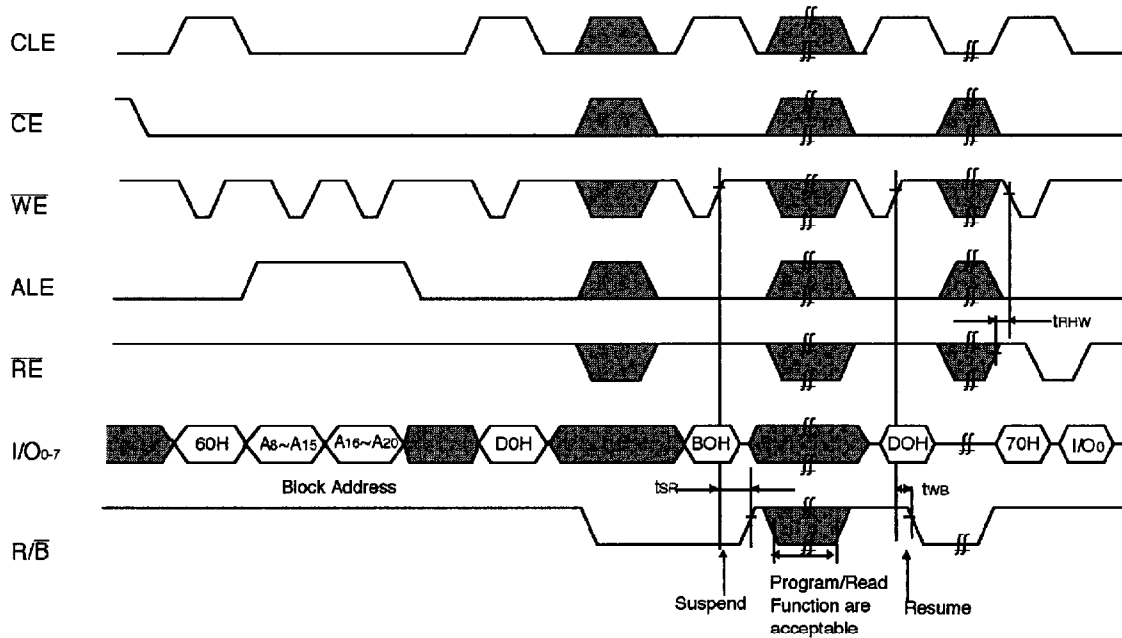 CLE
CE
WE
ALE
tRHW
RE
I/O0-7
60H
A8~A15
A16~A20
D0H
B0H
D0H
70H
I/O0
Block Address
tSR
tWB
R/B
Suspend
Program/Read
Function are
acceptable
Resume